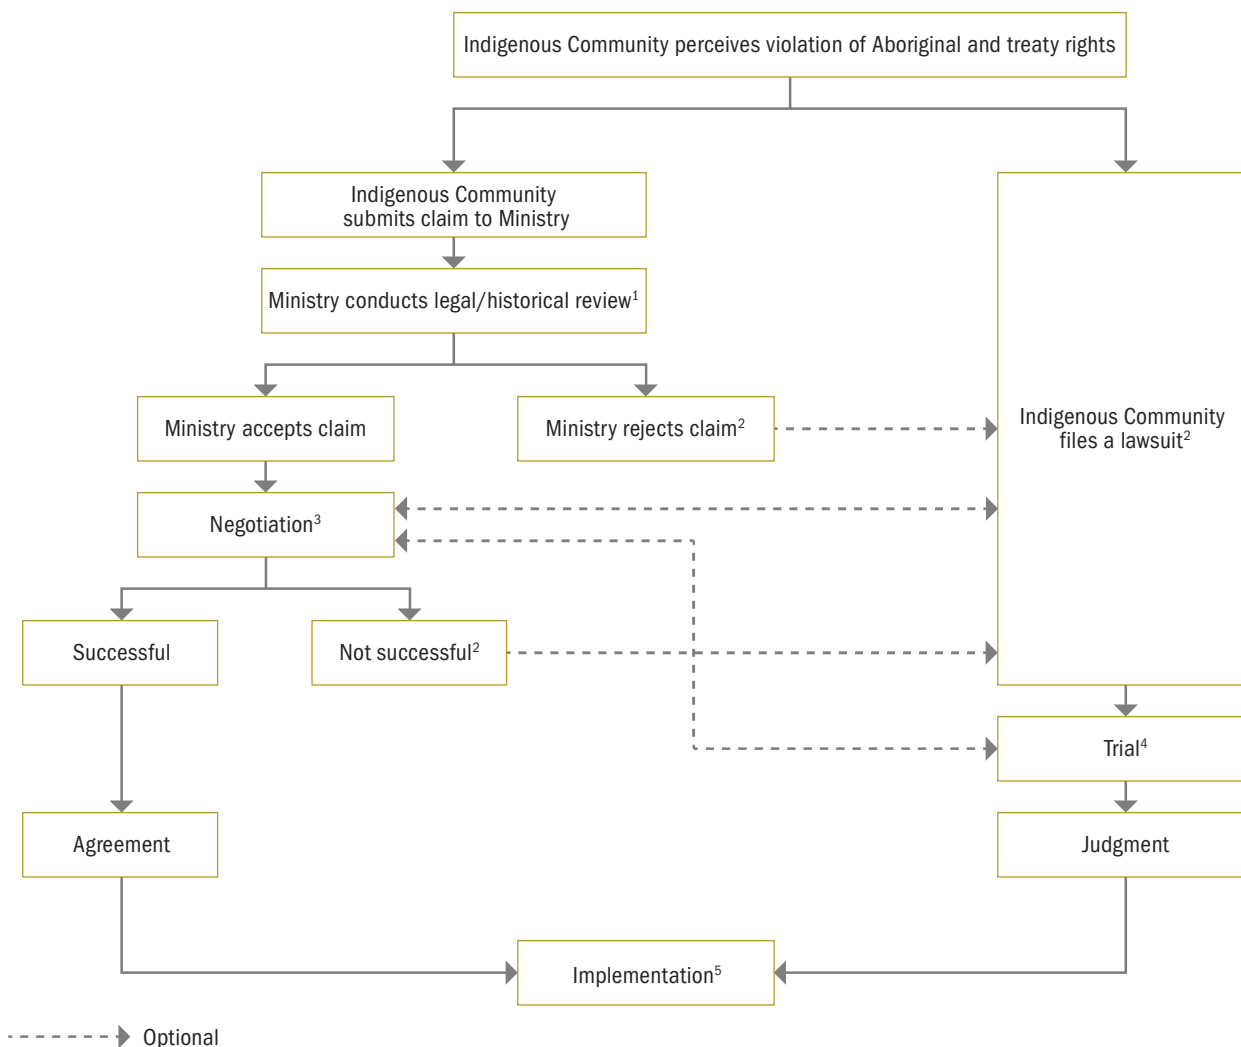 Indigenous Community perceives violation of Aboriginal and treaty rights
Indigenous Community
submits claim to Ministry
Ministry conducts legal/historical review¹
Ministry accepts claim
Ministry rejects claim²
Indigenous Community
files a lawsuit²
Negotiation³
Successful
Not successful²
Trial⁴
Agreement
Judgment
Implementation⁵
Optional